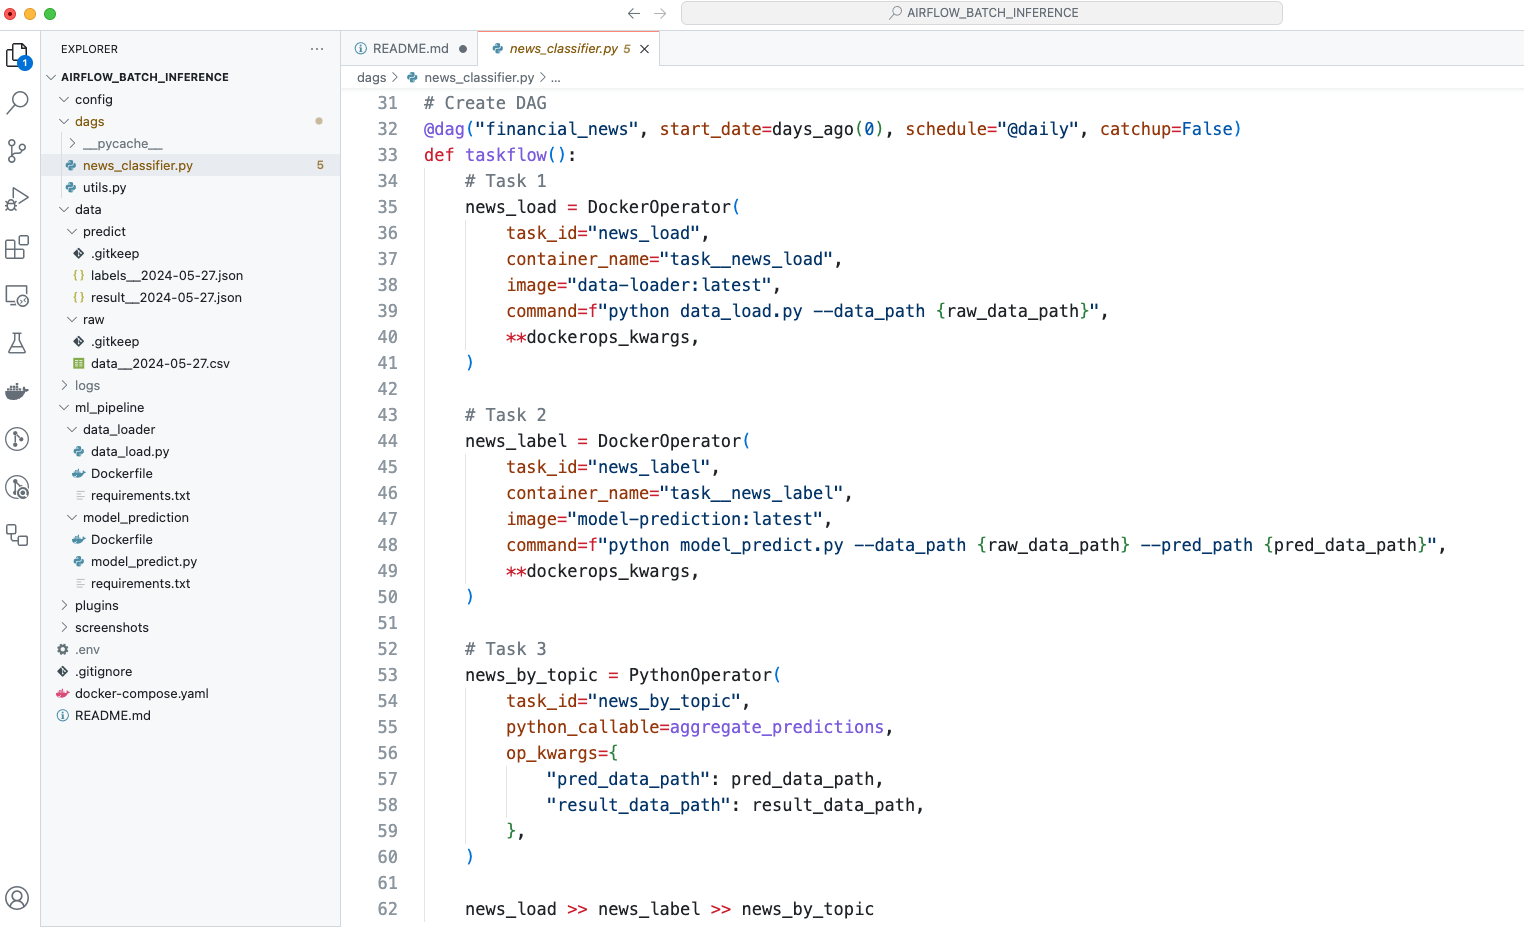 AIRFLOW_BATCH_INFERENCE
1
EXPLORER
AIRFLOW_BATCH_INFERENCE
config
dags
__pycache__
news_classifier.py 5
utils.py
data
predict
.gitkeep
labels__2024-05-27.json
result__2024-05-27.json
raw
.gitkeep
data__2024-05-27.csv
logs
ml_pipeline
data_loader
data_load.py
Dockerfile
requirements.txt
model_prediction
Dockerfile
model_predict.py
requirements.txt
plugins
screenshots
.env
.gitignore
docker-compose.yaml
README.md
README.md
news_classifier.py 5
dags > news_classifier.py > ...
31 # Create DAG
32 @dag("financial_news", start_date=days_ago(0), schedule="@daily", catchup=False)
33 def taskflow():
34     # Task 1
35     news_load = DockerOperator(
36         task_id="news_load",
37         container_name="task__news_load",
38         image="data-loader:latest",
39         command=f"python data_load.py --data_path {raw_data_path}",
40         **dockerops_kwargs,
41     )
42
43     # Task 2
44     news_label = DockerOperator(
45         task_id="news_label",
46         container_name="task__news_label",
47         image="model-prediction:latest",
48         command=f"python model_predict.py --data_path {raw_data_path} --pred_path {pred_data_path}",
49         **dockerops_kwargs,
50     )
51
52     # Task 3
53     news_by_topic = PythonOperator(
54         task_id="news_by_topic",
55         python_callable=aggregate_predictions,
56         op_kwargs={
57             "pred_data_path": pred_data_path,
58             "result_data_path": result_data_path,
59         },
60     )
61
62     news_load >> news_label >> news_by_topic